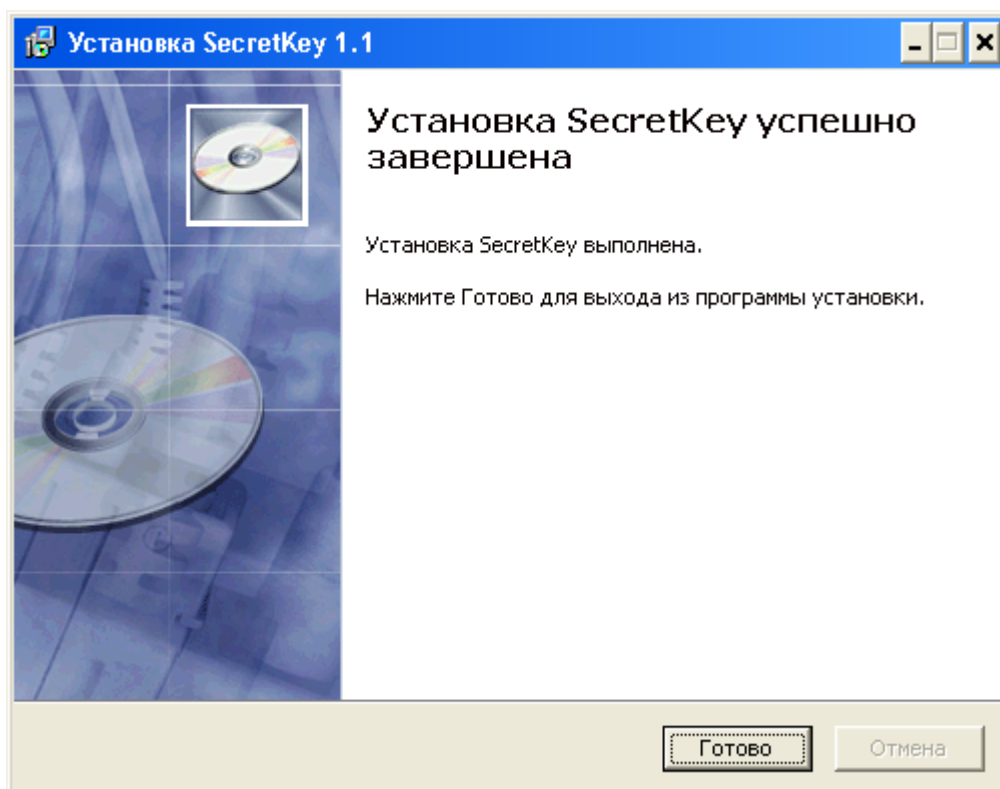 Установка SecretKey 1.1
Установка SecretKey успешно
завершена
Установка SecretKey выполнена.
Нажмите Готово для выхода из программы установки.
Готово
Отмена